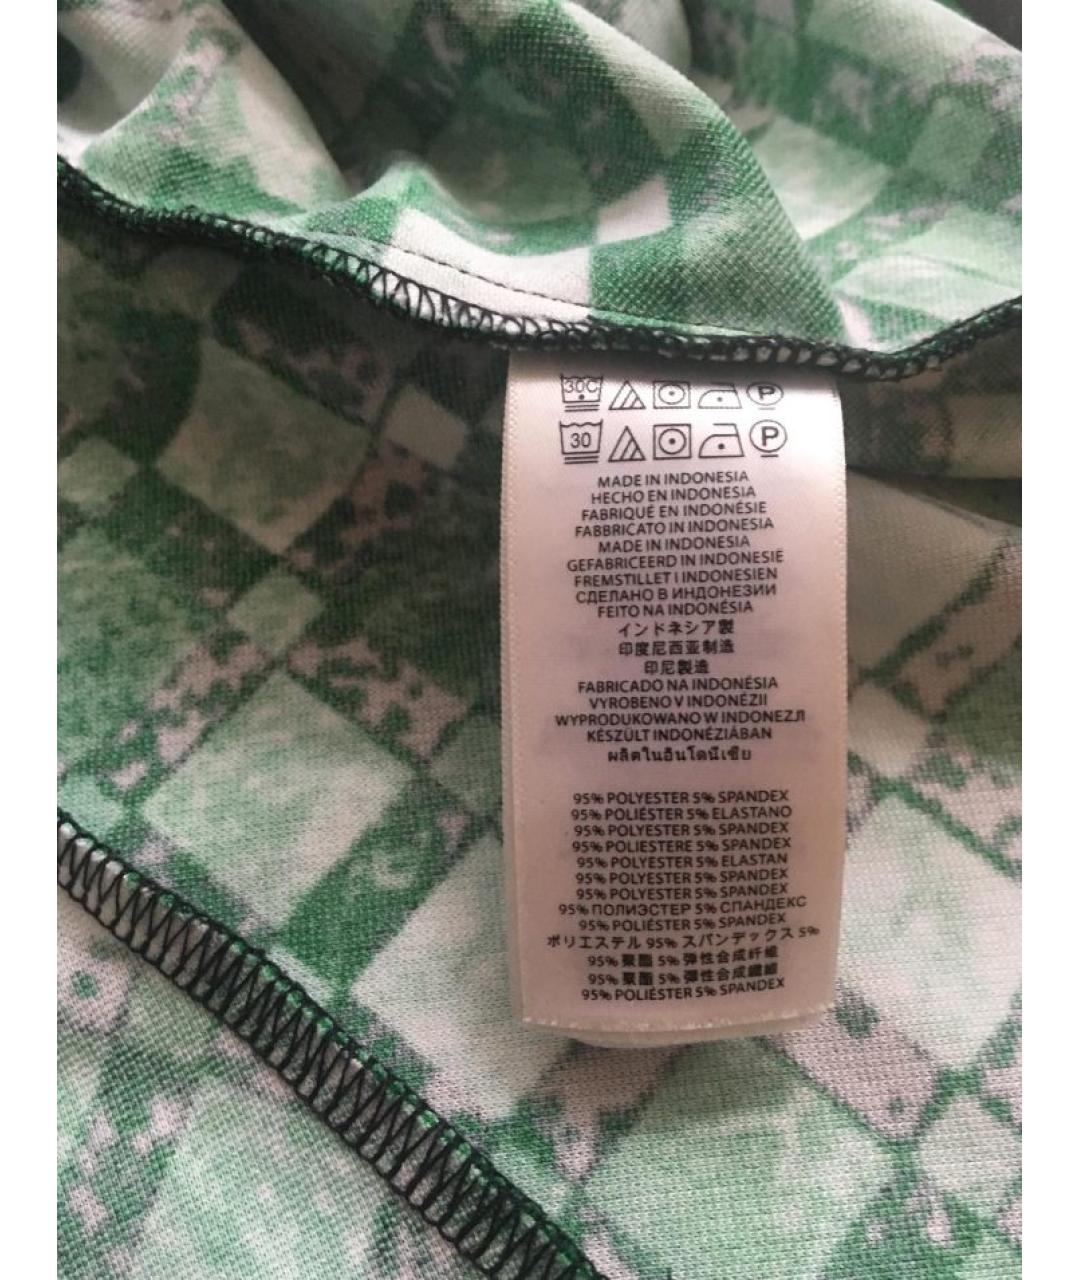 30C P
30 P
MADE IN INDONESIA
HECHO EN INDONESIA
FABRIQUÉ EN INDONÉSIE
FABBRICATO IN INDONESIA
MADE IN INDONESIA
GEFABRICEERD IN INDONESIË
FREMSTILLET I INDONESIEN
СДЕЛАНО В ИНДОНЕЗИИ
FEITO NA INDONÉSIA
インドネシア製
印度尼西亚制造
印尼製造
FABRICADO NA INDONÉSIA
VYROBENO V INDONÉZII
WYPRODUKOWANO W INDONEZЛ
KÉSZÜLT INDONÉZIÁBAN
ผลิตในอินโดนีเซีย
95% POLYESTER 5% SPANDEX
95% POLIÉSTER 5% ELASTANO
95% POLYESTER 5% SPANDEX
95% POLIESTERE 5% SPANDEX
95% POLYESTER 5% ELASTAN
95% POLYESTER 5% SPANDEX
95% POLYESTER 5% SPANDEX
95% ПОЛИЭСТЕР 5% СПАНДЕКС
95% POLIÉSTER 5% SPANDEX
ポリエステル 95% スパンデックス 5%
95% 聚酯 5% 弹性合成纤维
95% 聚酯 5% 彈性合成纖維
95% POLIÉSTER 5% SPANDEX